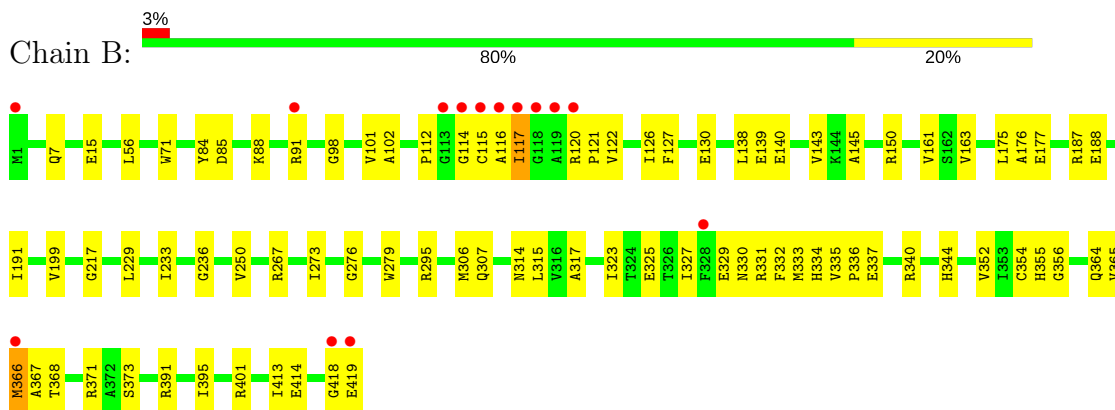 3%
Chain B:
80% 20%
M1 Q7 E15 L56 W71 Y84 D85 K88 R91 G98 V101 A102 P112 G113 G114 C115 A116 I117 G118 A119 R120 P121 V122 I126 F127 E130 L138 E139 E140 V143 K144 A145 R150 V161 S162 V163 L175 A176 E177 R187 E188
I191 V199 G217 L229 I233 G236 V250 R267 I273 G276 W279 R295 M306 Q307 N314 L315 V316 A317 I323 T324 E325 T326 I327 F328 E329 N330 R331 F332 M333 H334 V335 P336 E337 R340 H344 V352 I353 C354 H355 G356 Q364 V365
M366 A367 T368 R371 A372 S373 R391 I395 R401 I413 E414 G418 E419